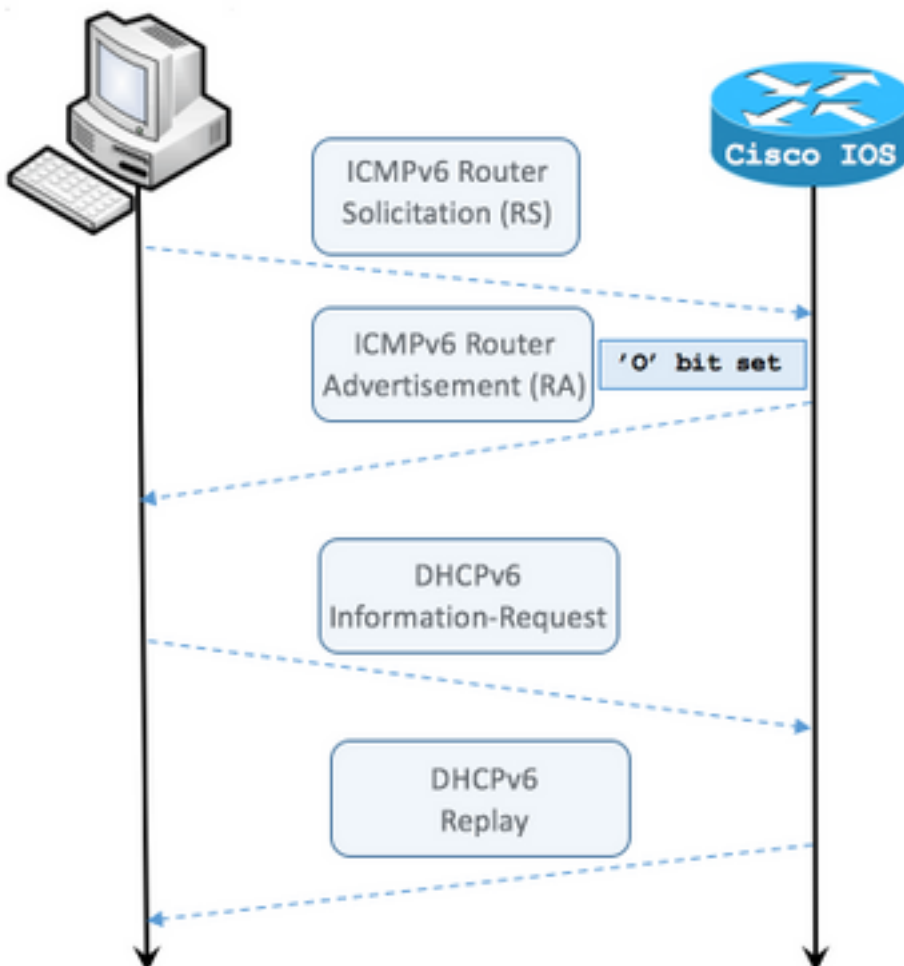 ICMPv6 Router
Solicitation (RS)
Cisco IOS
ICMPv6 Router
Advertisement (RA)
'O' bit set
DHCPv6
Information-Request
DHCPv6
Replay